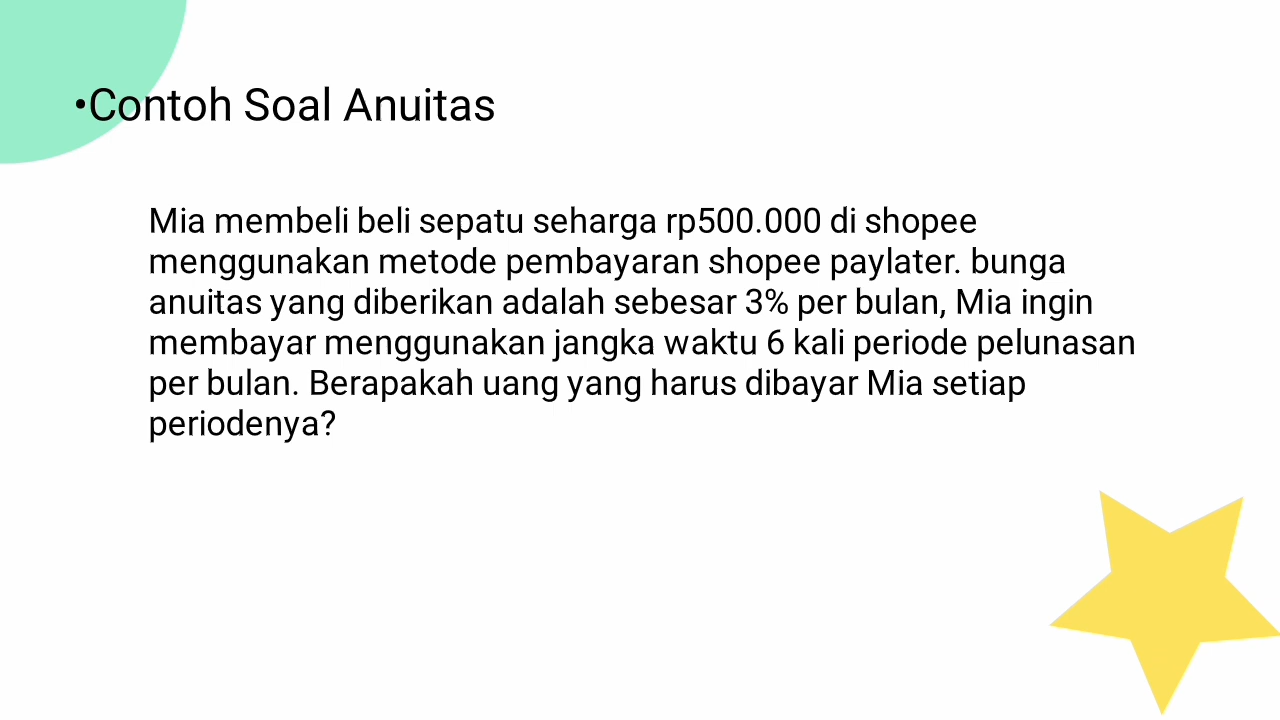 •Contoh Soal Anuitas
Mia membeli beli sepatu seharga rp500.000 di shopee
menggunakan metode pembayaran shopee paylater. bunga
anuitas yang diberikan adalah sebesar 3% per bulan, Mia ingin
membayar menggunakan jangka waktu 6 kali periode pelunasan
per bulan. Berapakah uang yang harus dibayar Mia setiap
periodenya?